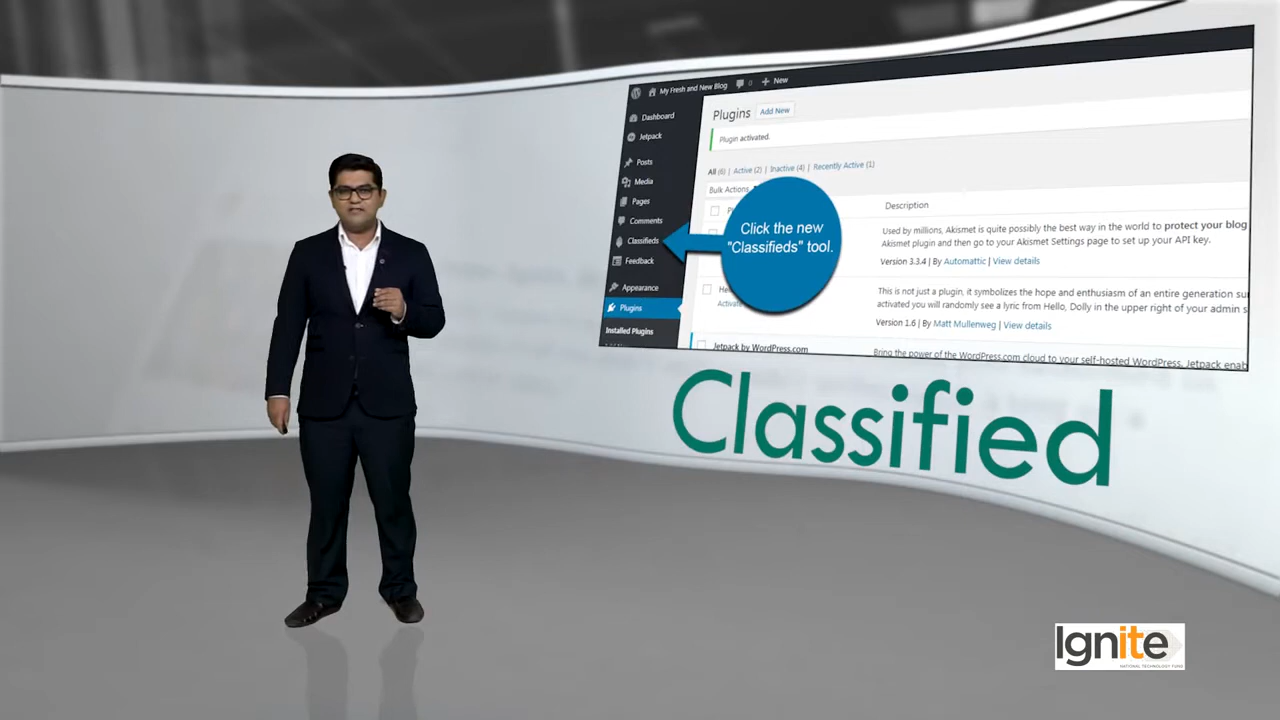 My Fresh and New Blog 0 New
Dashboard
Jetpack
Posts
Media
Pages
Comments
Classifieds
Feedback
Appearance
Plugins
Installed Plugins
Plugins Add New
Plugin activated.
All (6) | Active (2) | Inactive (4) | Recently Active (1)
Bulk Actions
Description
Used by millions, Akismet is quite possibly the best way in the world to protect your blog
Akismet plugin and then go to your Akismet Settings page to set up your API key.
Version 3.3.4 | By Automattic | View details
This is not just a plugin, it symbolizes the hope and enthusiasm of an entire generation
activated you will randomly see a lyric from Hello, Dolly in the upper right of your admin s
Version 1.6 | By Matt Mullenweg | View details
Jetpack by WordPress.com
Bring the power of the WordPress.com cloud to your self-hosted WordPress. Jetpack enab
Click the new
"Classifieds" tool.
Classified
Ignite
NATIONAL TECHNOLOGY FUND